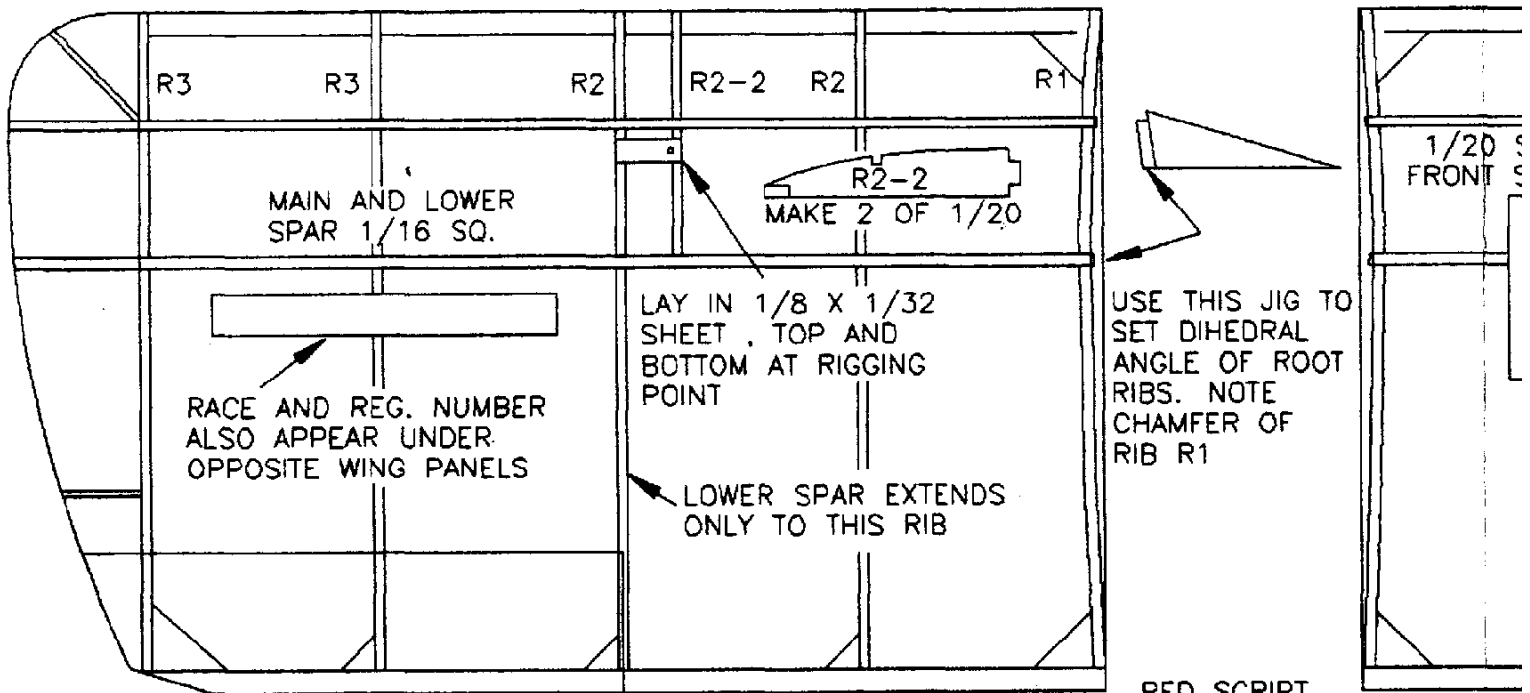 R3
R3
R2
R2-2
R2
R1
MAIN AND LOWER
SPAR 1/16 SQ.
R2-2
MAKE 2 OF 1/20
1/20
FRONT
LAY IN 1/8 X 1/32
SHEET , TOP AND
BOTTOM AT RIGGING
POINT
USE THIS JIG TO
SET DIHEDRAL
ANGLE OF ROOT
RIBS. NOTE
CHAMFER OF
RIB R1
RACE AND REG. NUMBER
ALSO APPEAR UNDER
OPPOSITE WING PANELS
LOWER SPAR EXTENDS
ONLY TO THIS RIB
RED SCRIPT